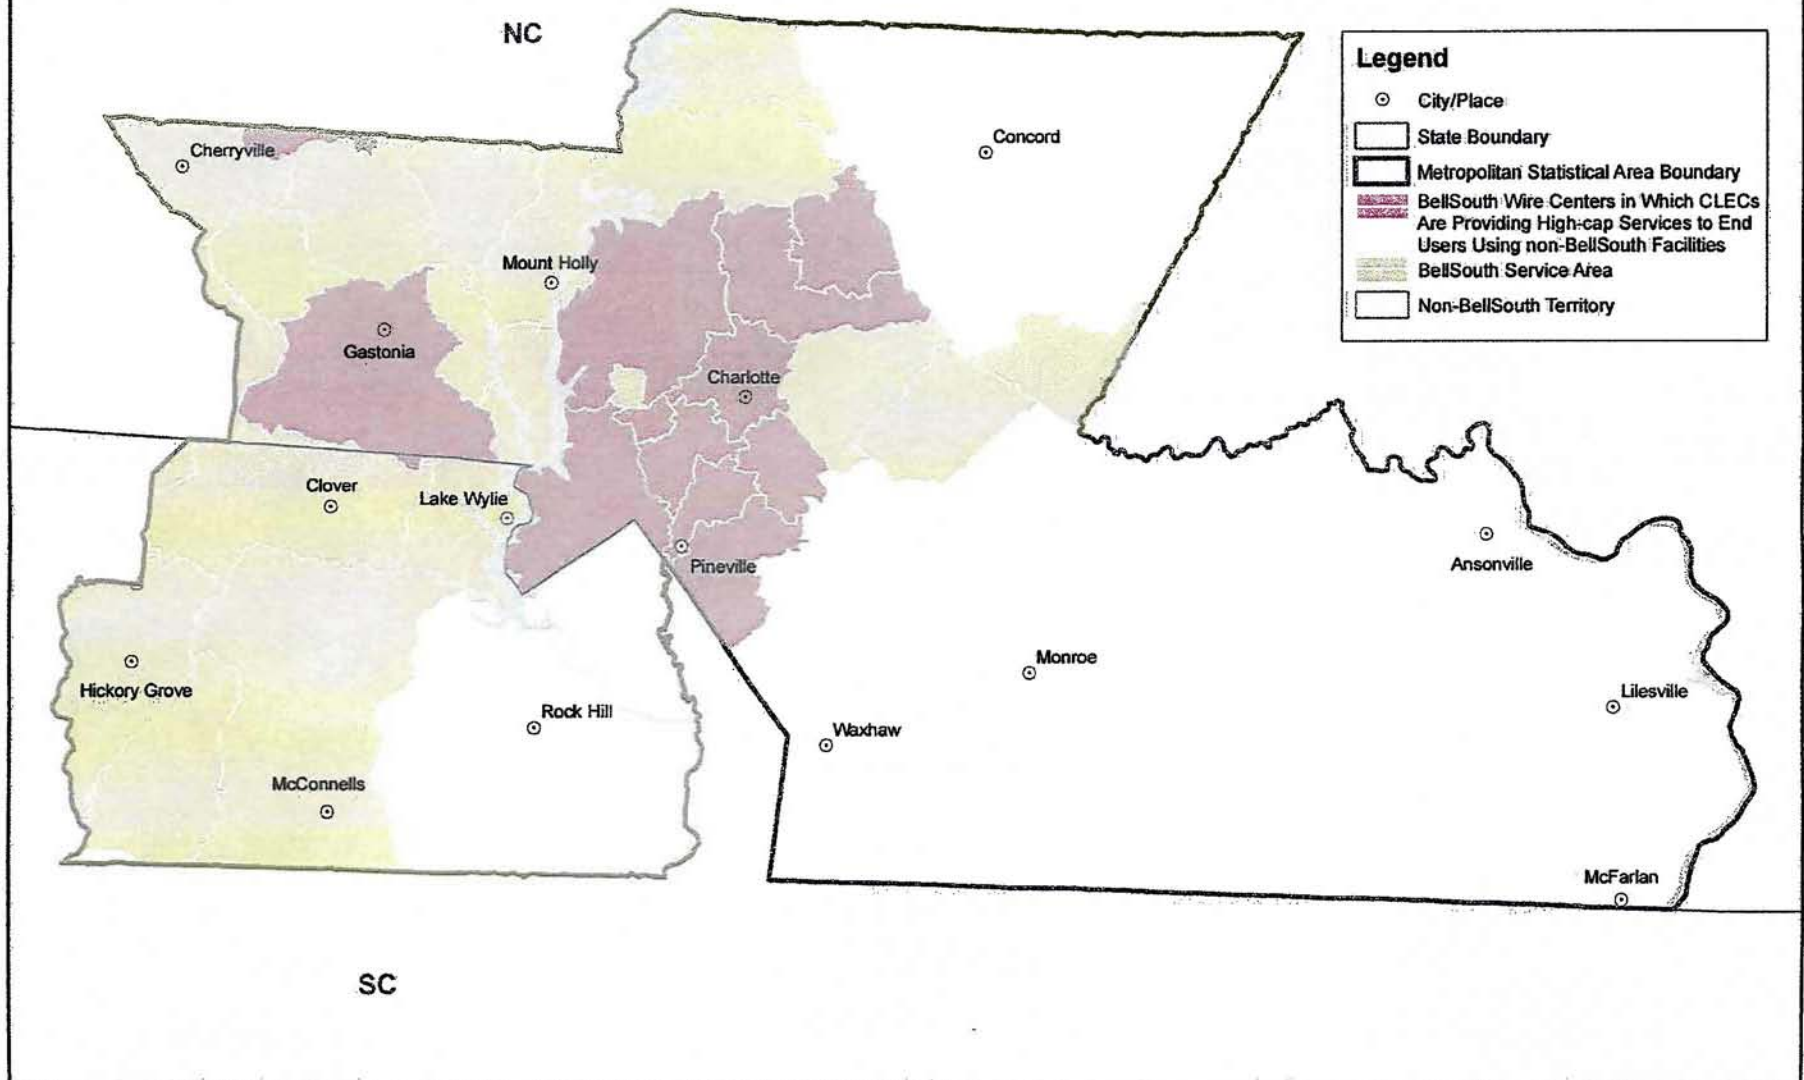 NC
Legend
City/Place
State Boundary
Metropolitan Statistical Area Boundary
BellSouth Wire Centers in Which CLECs
Are Providing High-cap Services to End
Users Using non-BellSouth Facilities
BellSouth Service Area
Non-BellSouth Territory
Cherryville
Concord
Mount Holly
Gastonia
Charlotte
Clover
Lake Wylie
Pineville
Ansonville
Hickory Grove
Monroe
Lilesville
Rock Hill
Waxhaw
McConnells
McFarlan
SC